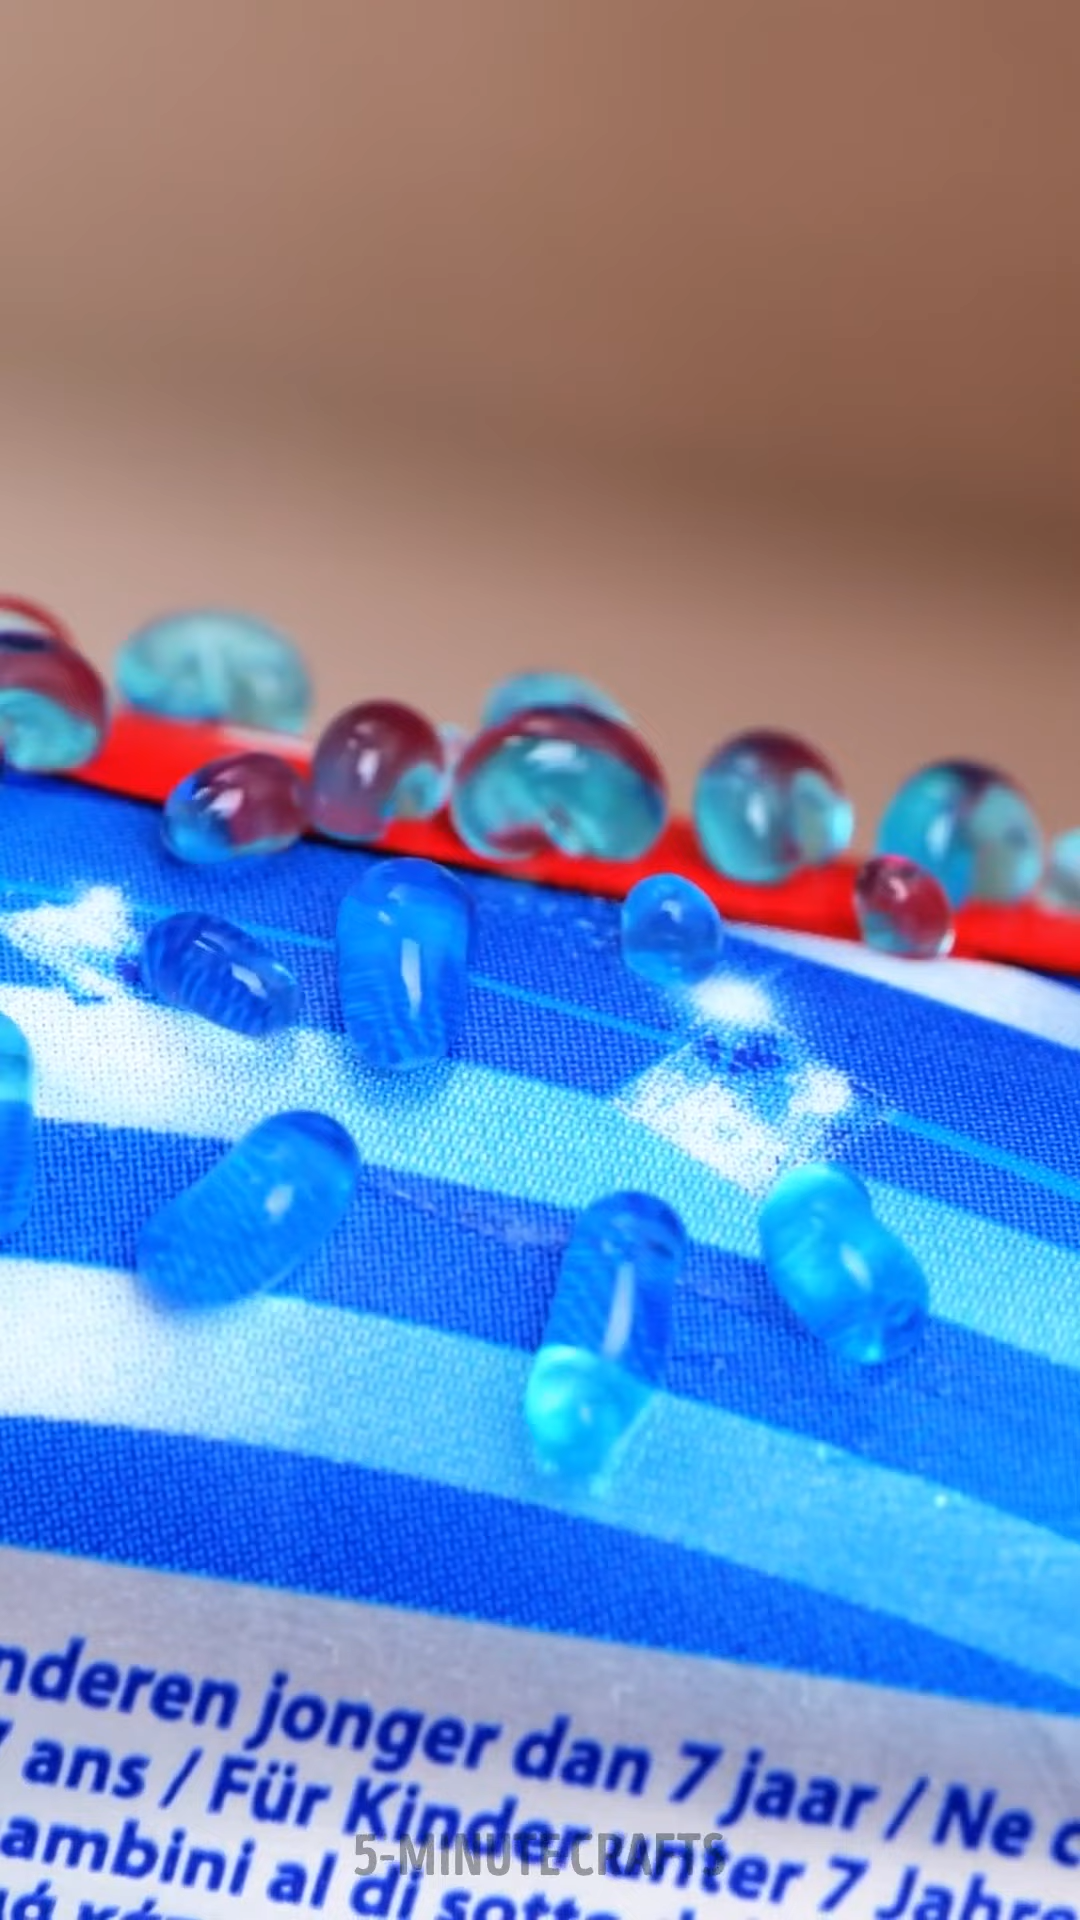 nderen jonger dan 7 jaar / Ne c
7 ans / Für Kinder unter 7 Jahre
ambini al di sotto
5-MINUTE CRAFTS